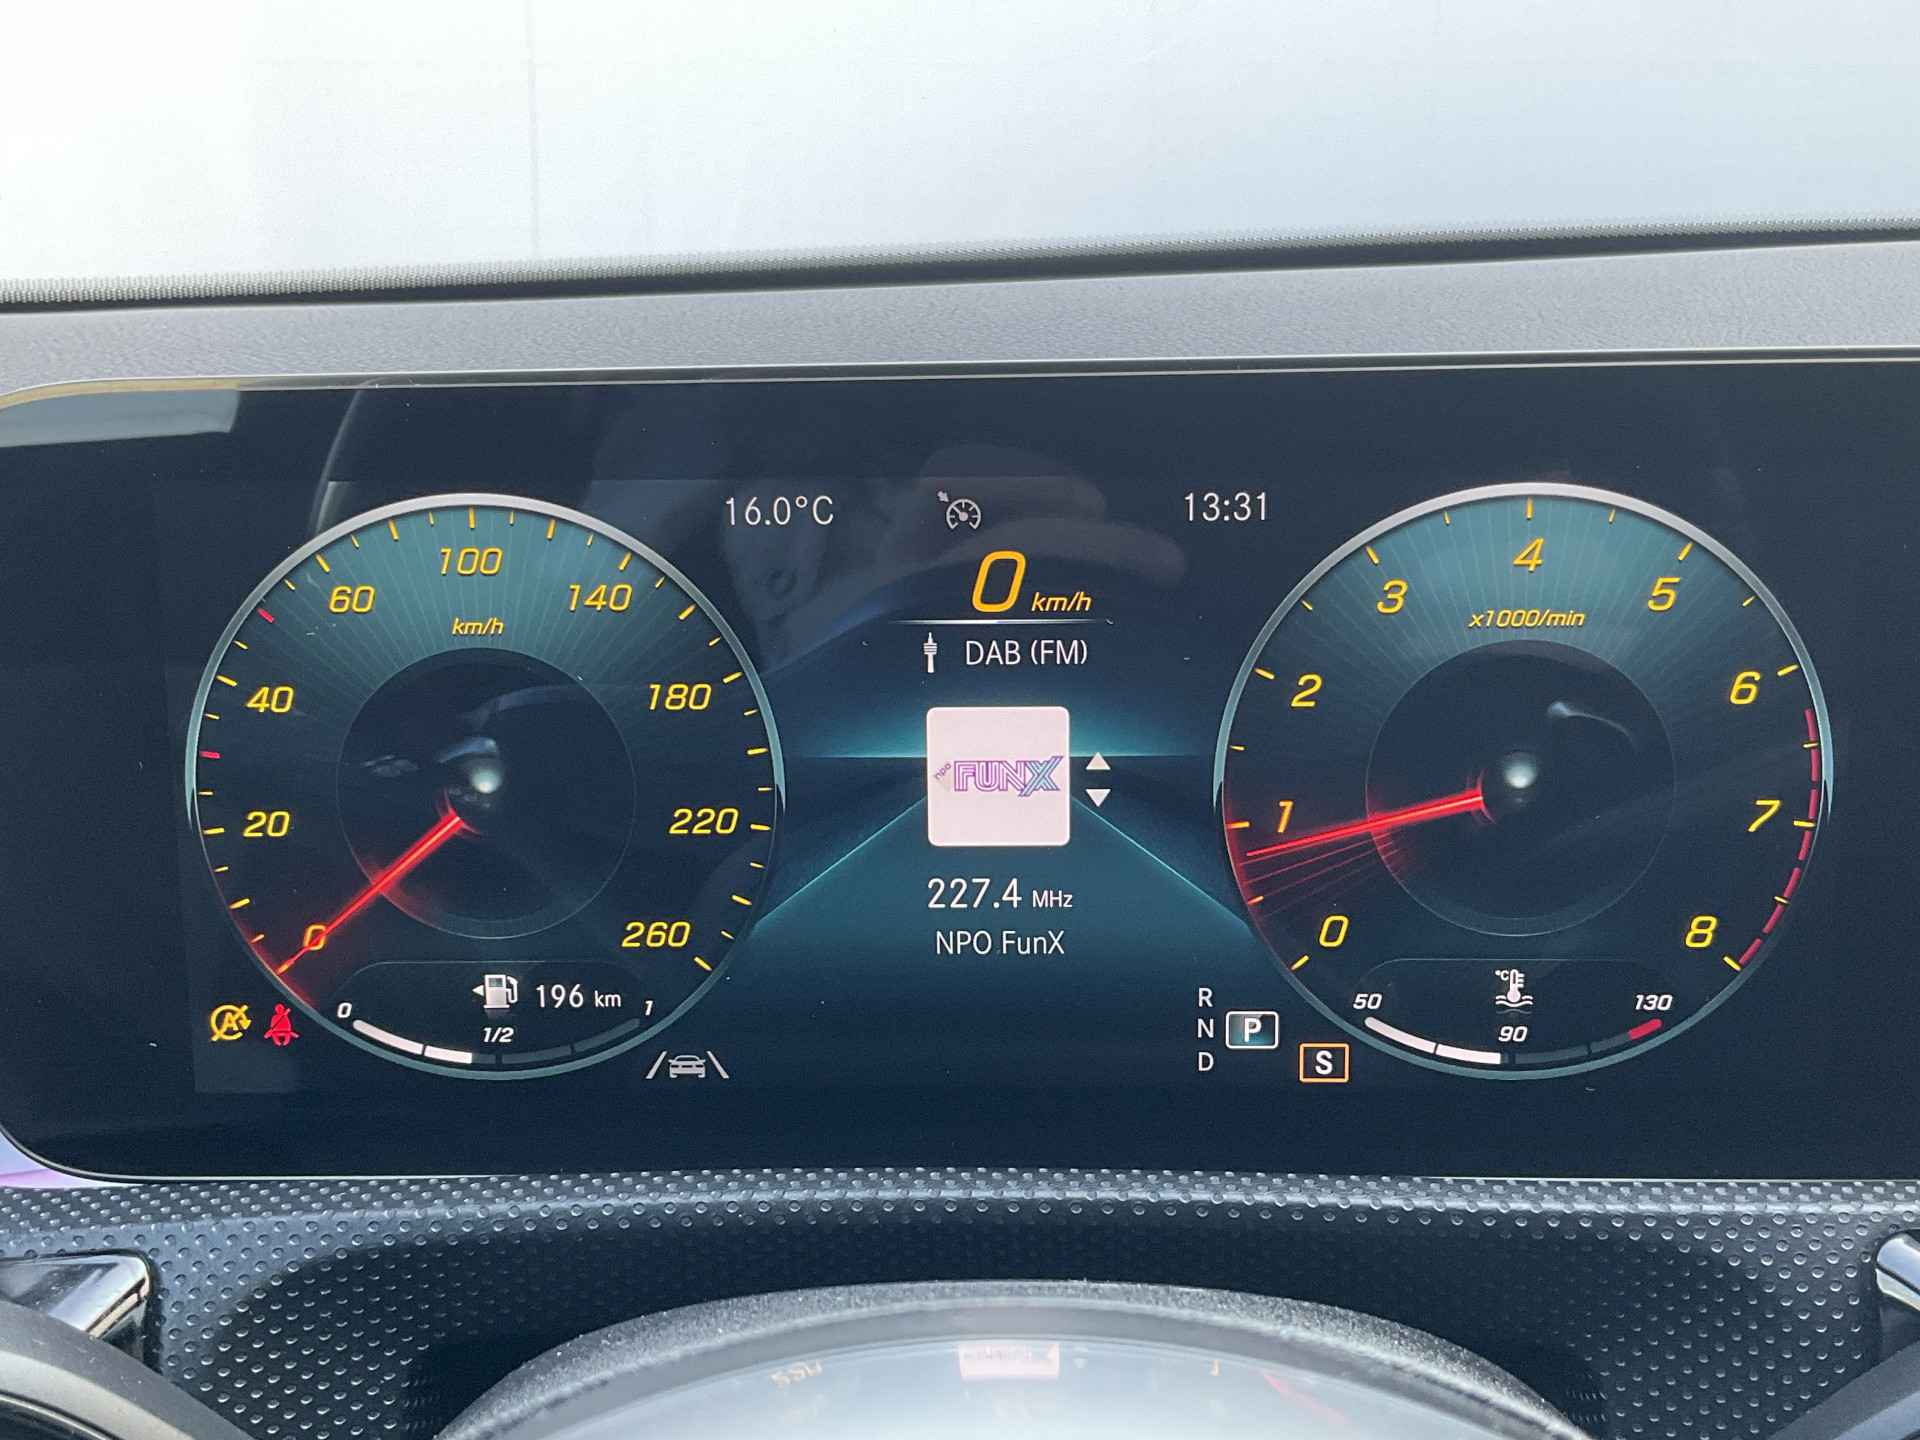 16.0°C
13:31
0 km/h
DAB (FM)
npo FUNX
227.4 MHz
NPO FunX
0
20
40
60
100
140
180
220
260
km/h
196 km
0 1/2 1
0
1
2
3
4
5
6
7
8
x1000/min
R
N P
D
S
°C
50 90 130
A